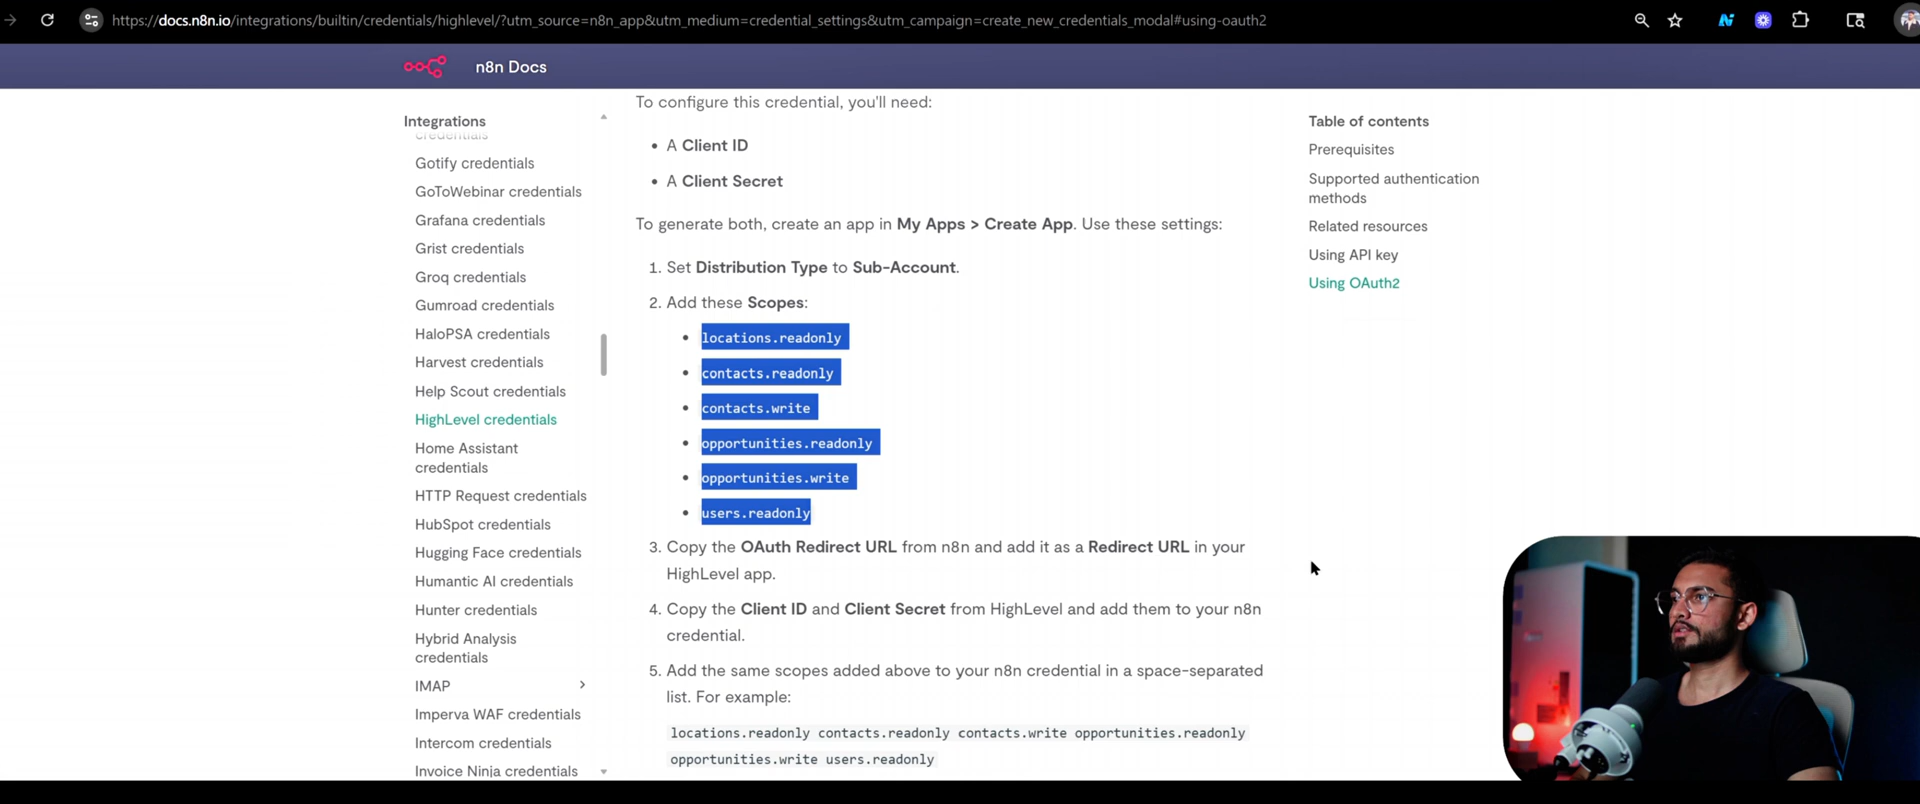 https://docs.n8n.io/integrations/builtin/credentials/highlevel/?utm_source=n8n_app&utm_medium=credential_settings&utm_campaign=create_new_credentials_modal#using-oauth2
n8n Docs
Integrations
credentials
Gotify credentials
GoToWebinar credentials
Grafana credentials
Grist credentials
Groq credentials
Gumroad credentials
HaloPSA credentials
Harvest credentials
Help Scout credentials
HighLevel credentials
Home Assistant
credentials
HTTP Request credentials
HubSpot credentials
Hugging Face credentials
Humantic AI credentials
Hunter credentials
Hybrid Analysis
credentials
IMAP
Imperva WAF credentials
Intercom credentials
Invoice Ninja credentials
To configure this credential, you'll need:
• A Client ID
• A Client Secret
To generate both, create an app in My Apps > Create App. Use these settings:
1. Set Distribution Type to Sub-Account.
2. Add these Scopes:
• locations.readonly
• contacts.readonly
• contacts.write
• opportunities.readonly
• opportunities.write
• users.readonly
3. Copy the OAuth Redirect URL from n8n and add it as a Redirect URL in your
HighLevel app.
4. Copy the Client ID and Client Secret from HighLevel and add them to your n8n
credential.
5. Add the same scopes added above to your n8n credential in a space-separated
list. For example:
locations.readonly contacts.readonly contacts.write opportunities.readonly
opportunities.write users.readonly
Table of contents
Prerequisites
Supported authentication
methods
Related resources
Using API key
Using OAuth2